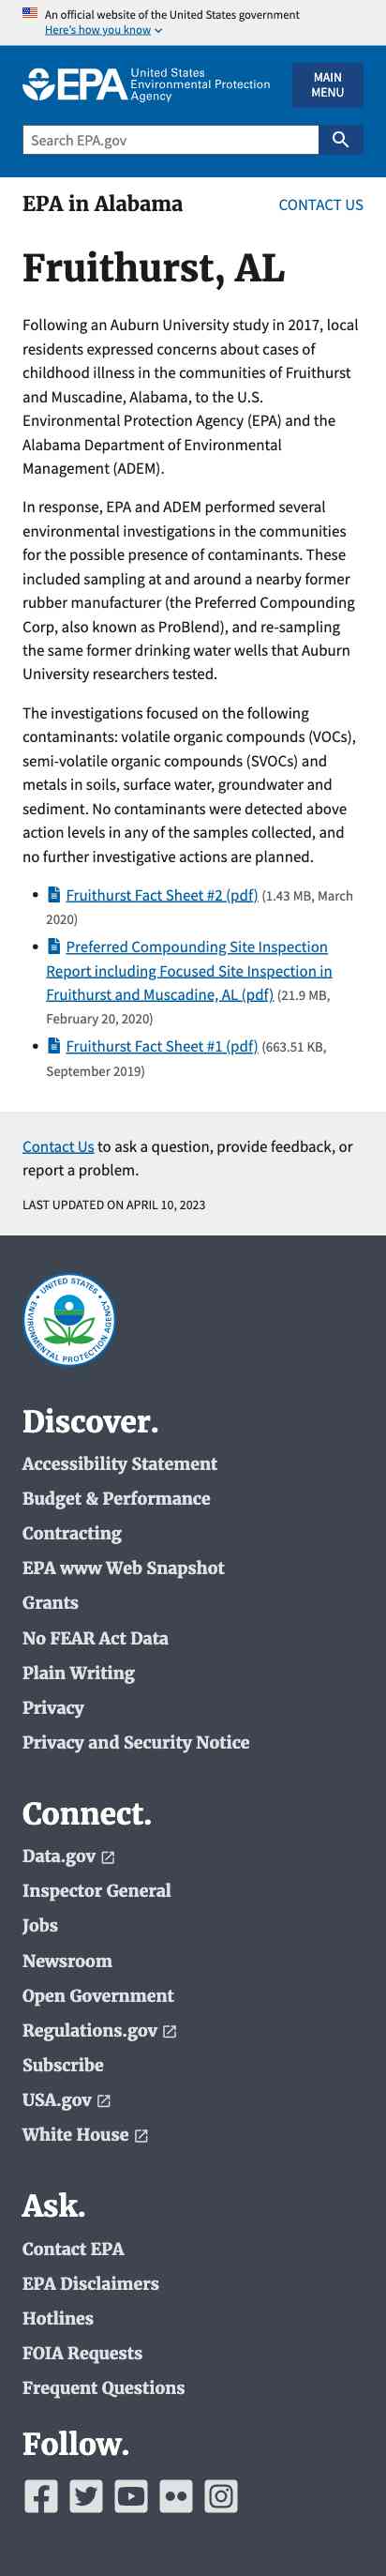 An official website of the United States government
Here's how you know
EPA United States
Environmental Protection
Agency
MAIN
MENU
Search EPA.gov
EPA in Alabama
CONTACT US
Fruithurst, AL
Following an Auburn University study in 2017, local
residents expressed concerns about cases of
childhood illness in the communities of Fruithurst
and Muscadine, Alabama, to the U.S.
Environmental Protection Agency (EPA) and the
Alabama Department of Environmental
Management (ADEM).
In response, EPA and ADEM performed several
environmental investigations in the communities
for the possible presence of contaminants. These
included sampling at and around a nearby former
rubber manufacturer (the Preferred Compounding
Corp, also known as ProBlend), and re-sampling
the same former drinking water wells that Auburn
University researchers tested.
The investigations focused on the following
contaminants: volatile organic compounds (VOCs),
semi-volatile organic compounds (SVOCs) and
metals in soils, surface water, groundwater and
sediment. No contaminants were detected above
action levels in any of the samples collected, and
no further investigative actions are planned.
• Fruithurst Fact Sheet #2 (pdf) (1.43 MB, March
2020)
• Preferred Compounding Site Inspection
Report including Focused Site Inspection in
Fruithurst and Muscadine, AL (pdf) (21.9 MB,
February 20, 2020)
• Fruithurst Fact Sheet #1 (pdf) (663.51 KB,
September 2019)
Contact Us to ask a question, provide feedback, or
report a problem.
LAST UPDATED ON APRIL 10, 2023
UNITED STATES
ENVIRONMENTAL PROTECTION AGENCY
Discover.
Accessibility Statement
Budget & Performance
Contracting
EPA www Web Snapshot
Grants
No FEAR Act Data
Plain Writing
Privacy
Privacy and Security Notice
Connect.
Data.gov
Inspector General
Jobs
Newsroom
Open Government
Regulations.gov
Subscribe
USA.gov
White House
Ask.
Contact EPA
EPA Disclaimers
Hotlines
FOIA Requests
Frequent Questions
Follow.